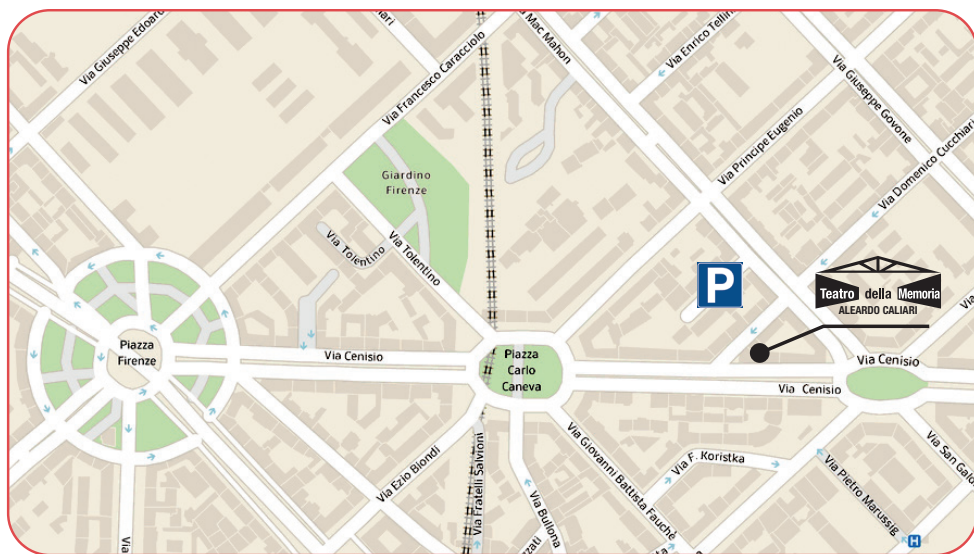 Via Giuseppe Edoaro
Via Francesco Caracciolo
Mac Mahon
Via Enrico Tellini
Via Giuseppe Govone
Via Principe Eugenio
Via Domenico Cucchiari
Giardino
Firenze
Via Tolentino
Via Tolentino
P
Teatro della Memoria
ALEARDO CALIARI
Piazza
Firenze
Via Cenisio
Piazza
Carlo
Caneva
Via Cenisio
Via Cenisio
Via Ezio Biondi
Via Fratelli Salvioni
Via Bullona
Via Giovanni Battista Fauché
Via F. Koristka
Via Pietro Marussig
Via San Galo
H
Via